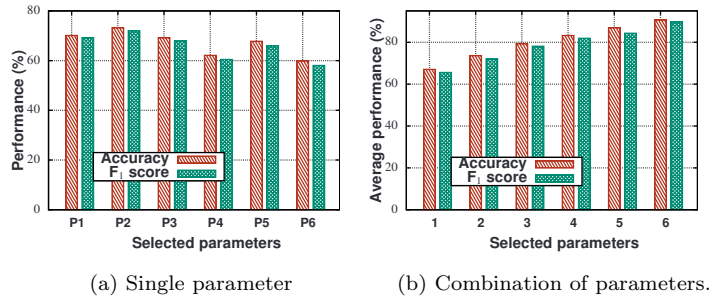 80
60
40
20
0
Performance (%)
Accuracy
F₁ score
P1 P2 P3 P4 P5 P6
Selected parameters
(a) Single parameter
80
60
40
20
0
Average performance (%)
Accuracy
F₁ score
1 2 3 4 5 6
Selected parameters
(b) Combination of parameters.